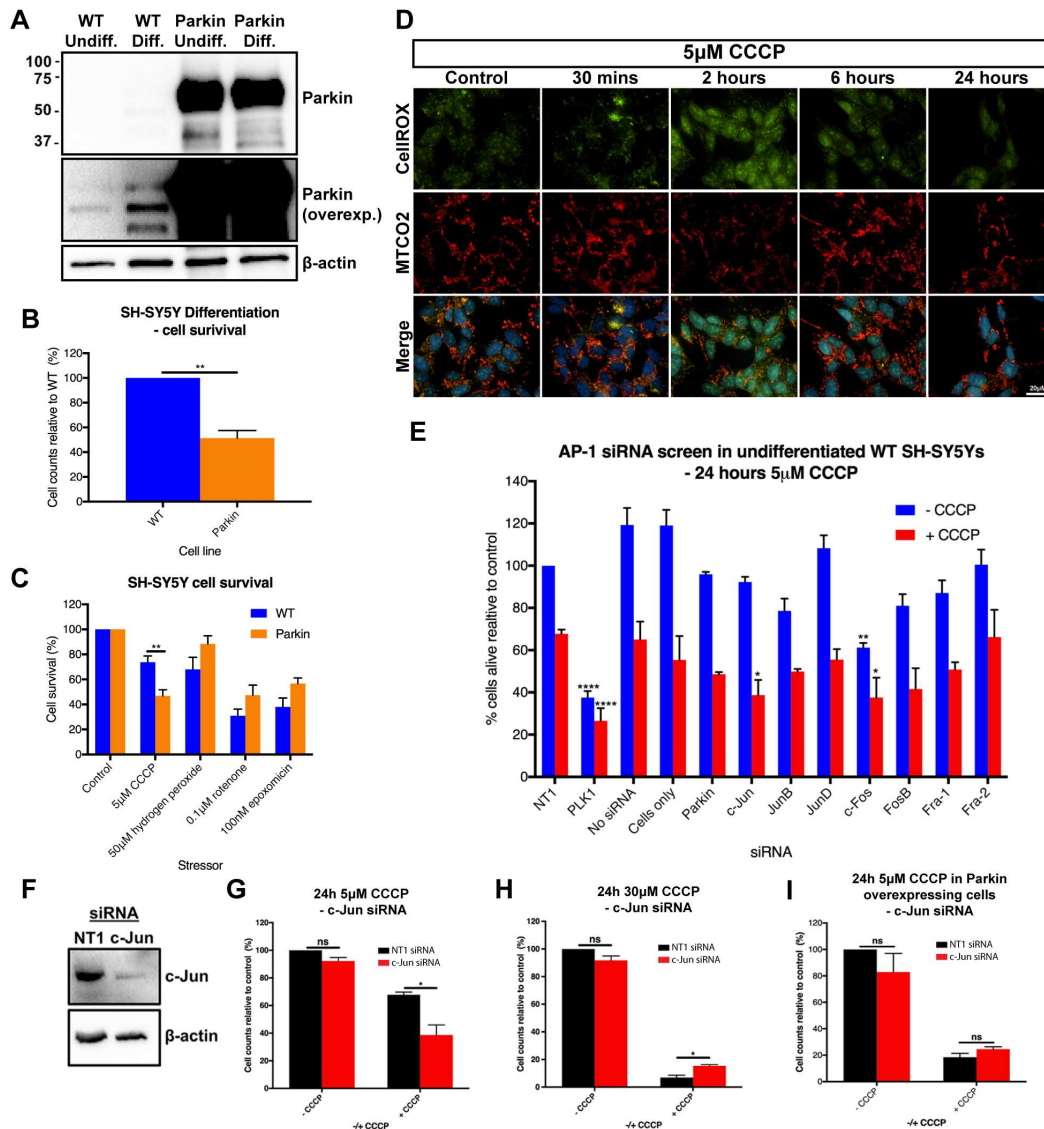 A
WT WT Parkin Parkin
Undiff. Diff. Undiff. Diff.
100 -
75 -
50 -
37 -
Parkin
Parkin
(overexp.)
β-actin
B
SH-SY5Y Differentiation
- cell surivival
Cell counts relative to WT (%)
120
100
80
60
40
20
0
**
WT
Parkin
Cell line
C
SH-SY5Y cell survival
Cell survival (%)
100
80
60
40
20
0
**
WT
Parkin
Control
5µM CCCP
50µM hydrogen peroxide
0.1µM rotenone
100nM epoxomicin
Stressor
D
5µM CCCP
Control 30 mins 2 hours 6 hours 24 hours
CellROX
MTCO2
Merge
20µM
E
AP-1 siRNA screen in undifferentiated WT SH-SY5Ys
- 24 hours 5µM CCCP
% cells alive realtive to control
140
120
100
80
60
40
20
0
- CCCP
+ CCCP
****
****
*
**
*
NT1
PLK1
No siRNA
Cells only
Parkin
c-Jun
JunB
JunD
c-Fos
FosB
Fra-1
Fra-2
siRNA
F
siRNA
NT1 c-Jun
c-Jun
β-actin
G
24h 5µM CCCP
- c-Jun siRNA
Cell counts relative to control (%)
120
100
80
60
40
20
0
ns
*
NT1 siRNA
c-Jun siRNA
- CCCP
+ CCCP
-/+ CCCP
H
24h 30µM CCCP
- c-Jun siRNA
Cell counts relative to control (%)
120
100
80
60
40
20
0
ns
*
NT1 siRNA
c-Jun siRNA
- CCCP
+ CCCP
-/+ CCCP
I
24h 5µM CCCP in Parkin
overexpressing cells
- c-Jun siRNA
Cell counts relative to control (%)
120
100
80
60
40
20
0
ns
ns
NT1 siRNA
c-Jun siRNA
- CCCP
+ CCCP
-/+ CCCP